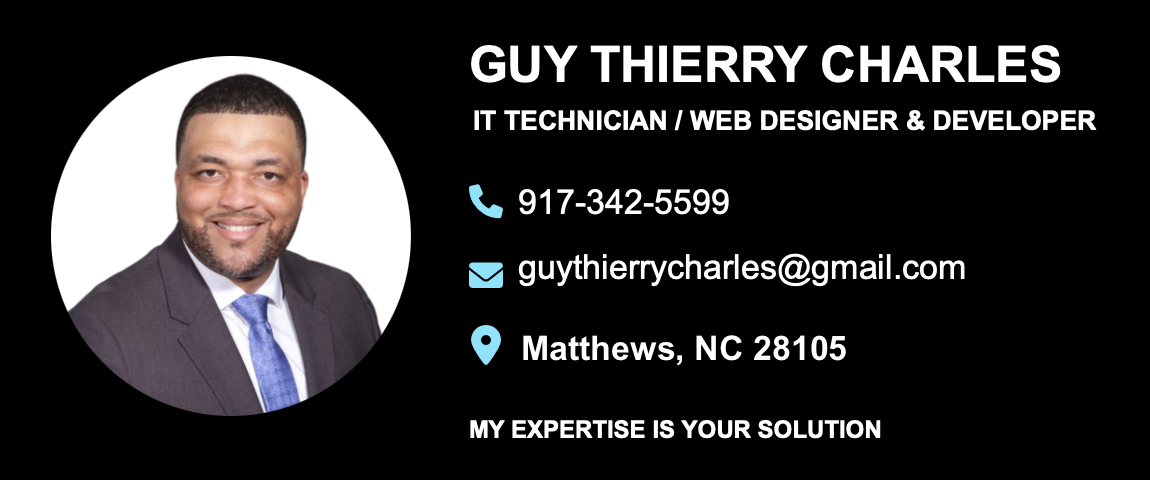 GUY THIERRY CHARLES
IT TECHNICIAN / WEB DESIGNER & DEVELOPER
917-342-5599
guythierrycharles@gmail.com
Matthews, NC 28105
MY EXPERTISE IS YOUR SOLUTION